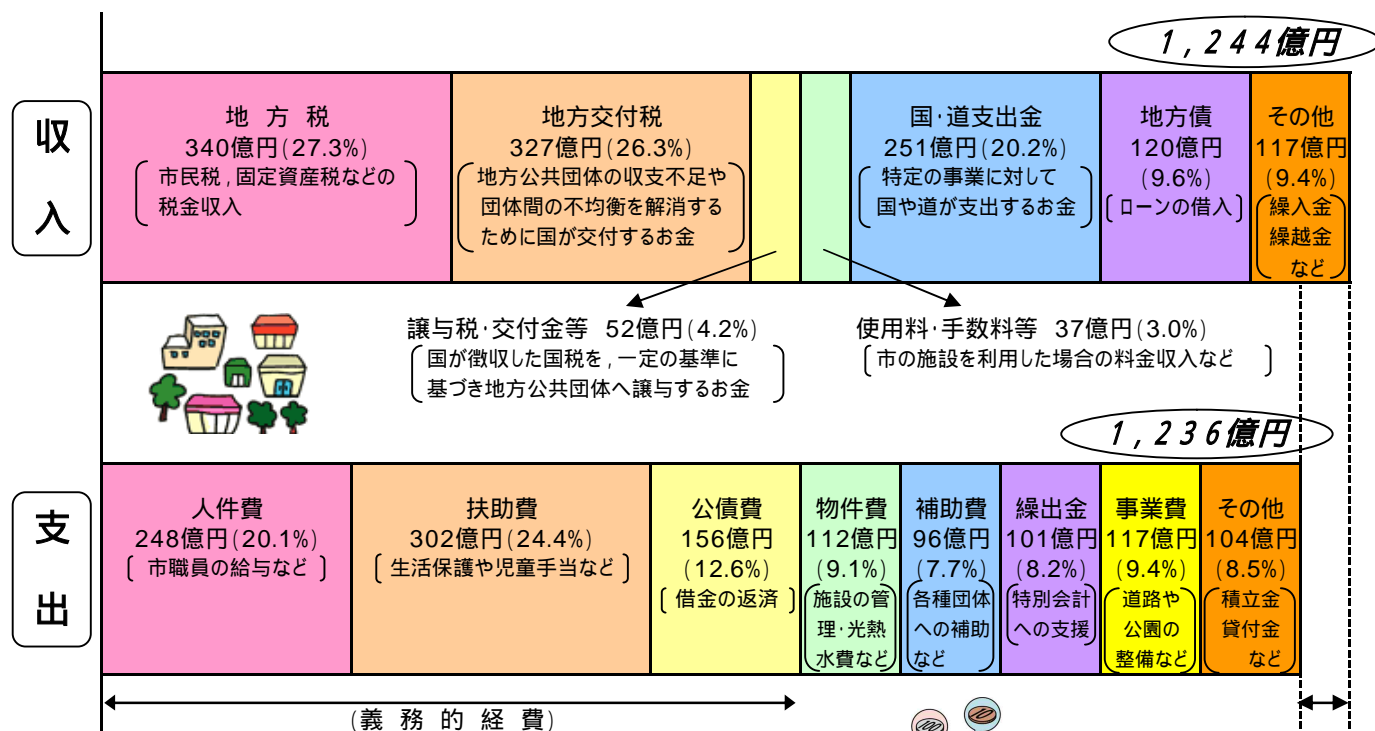 1,244億円
収
入
地方税
340億円(27.3%)
市民税,固定資産税などの
税金収入
地方交付税
327億円(26.3%)
地方公共団体の収支不足や
団体間の不均衡を解消する
ために国が交付するお金
国・道支出金
251億円(20.2%)
特定の事業に対して
国や道が支出するお金
地方債
120億円
(9.6%)
ローンの借入
その他
117億円
(9.4%)
繰入金
繰越金
など
譲与税・交付金等 52億円(4.2%)
国が徴収した国税を,一定の基準に
基づき地方公共団体へ譲与するお金
使用料・手数料等 37億円(3.0%)
市の施設を利用した場合の料金収入など
1,236億円
支
出
人件費
248億円(20.1%)
市職員の給与など
扶助費
302億円(24.4%)
生活保護や児童手当など
公債費
156億円
(12.6%)
借金の返済
物件費
112億円
(9.1%)
施設の管
理・光熱
水費など
補助費
96億円
(7.7%)
各種団体
への補助
など
繰出金
101億円
(8.2%)
特別会計
への支援
事業費
117億円
(9.4%)
道路や
公園の
整備など
その他
104億円
(8.5%)
積立金
貸付金
など
(義務的経費)
100
10